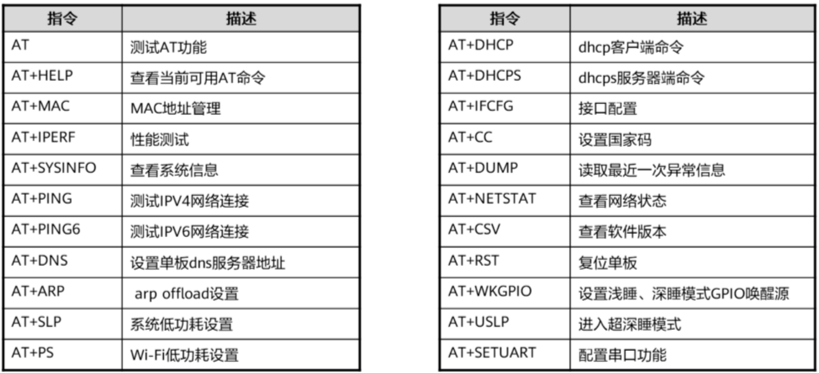 指令 描述
AT 测试AT功能
AT+HELP 查看当前可用AT命令
AT+MAC MAC地址管理
AT+IPERF 性能测试
AT+SYSINFO 查看系统信息
AT+PING 测试IPV4网络连接
AT+PING6 测试IPV6网络连接
AT+DNS 设置单板dns服务器地址
AT+ARP arp offload设置
AT+SLP 系统低功耗设置
AT+PS Wi-Fi低功耗设置
指令 描述
AT+DHCP dhcp客户端命令
AT+DHCPS dhcps服务器端命令
AT+IFCFG 接口配置
AT+CC 设置国家码
AT+DUMP 读取最近一次异常信息
AT+NETSTAT 查看网络状态
AT+CSV 查看软件版本
AT+RST 复位单板
AT+WKGPIO 设置浅睡、深睡模式GPIO唤醒源
AT+USLP 进入超深睡模式
AT+SETUART 配置串口功能